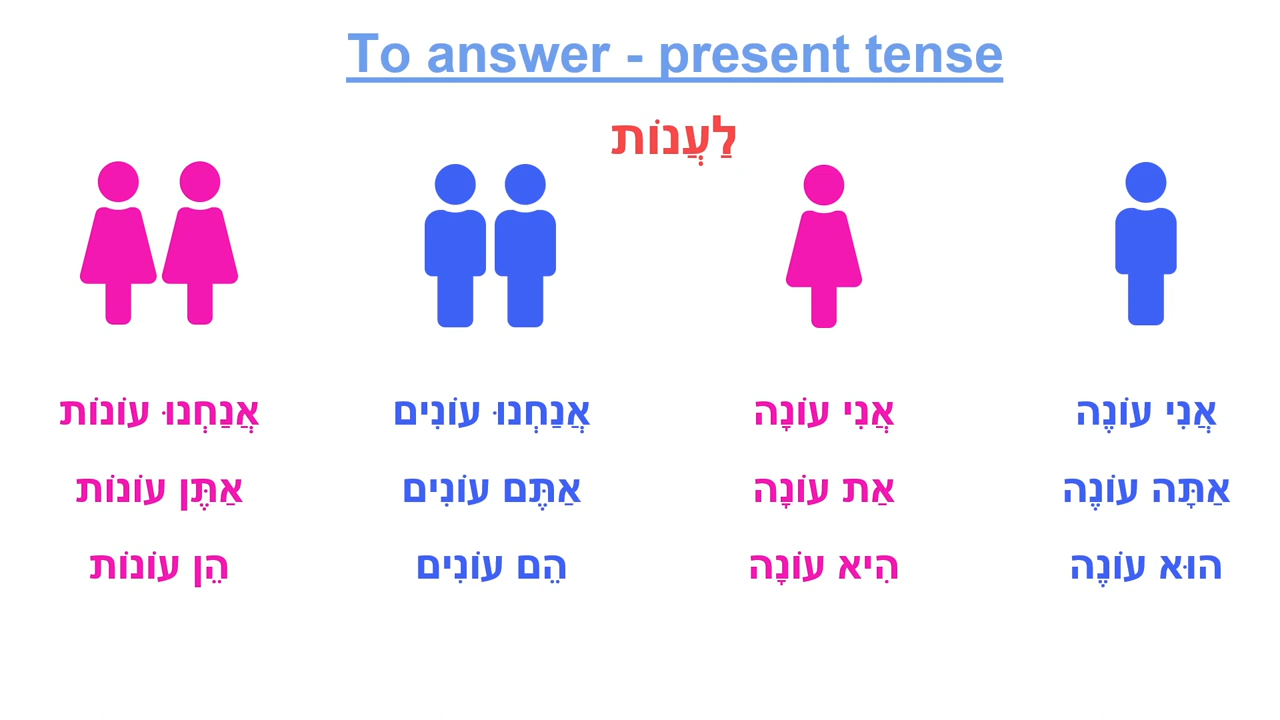 To answer - present tense
לַעֲנוֹת
אֲנִי עוֹנֶה
אַתָּה עוֹנֶה
הוּא עוֹנֶה
אֲנִי עוֹנָה
אַת עוֹנָה
הִיא עוֹנָה
אֲנַחְנוּ עוֹנִים
אַתֶּם עוֹנִים
הֵם עוֹנִים
אֲנַחְנוּ עוֹנוֹת
אַתֶּן עוֹנוֹת
הֵן עוֹנוֹת